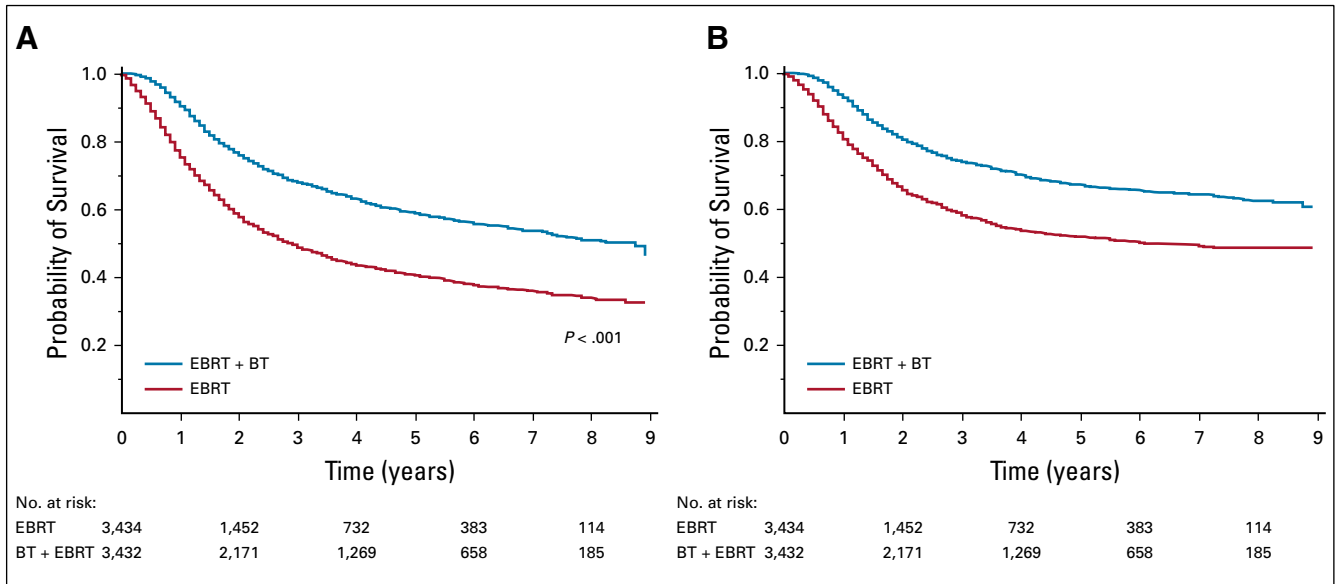 A
Probability of Survival
1.0
0.8
0.6
0.4
0.2
P < .001
EBRT + BT
EBRT
0 1 2 3 4 5 6 7 8 9
Time (years)
No. at risk:
EBRT 3,434 1,452 732 383 114
BT + EBRT 3,432 2,171 1,269 658 185
B
Probability of Survival
1.0
0.8
0.6
0.4
0.2
EBRT + BT
EBRT
0 1 2 3 4 5 6 7 8 9
Time (years)
No. at risk:
EBRT 3,434 1,452 732 383 114
BT + EBRT 3,432 2,171 1,269 658 185